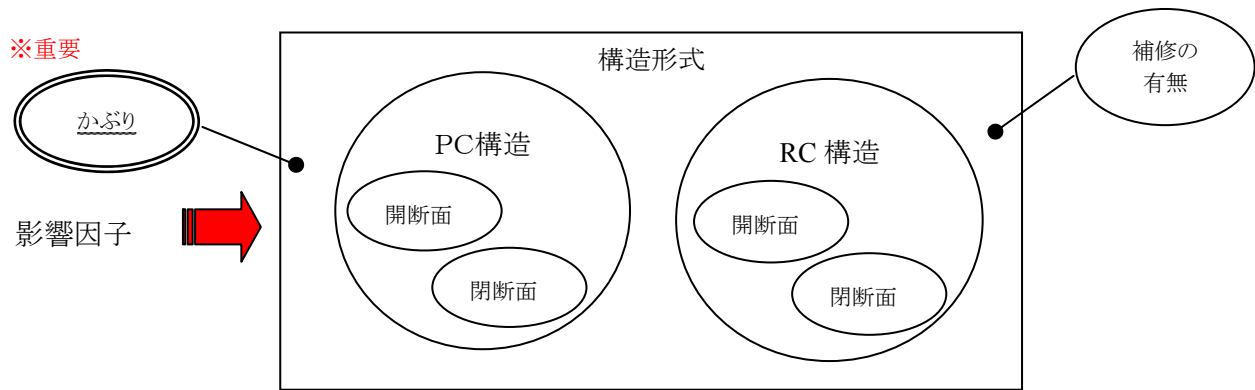 ※重要
かぶり
影響因子
構造形式
PC構造
開断面
閉断面
RC 構造
開断面
閉断面
補修の
有無